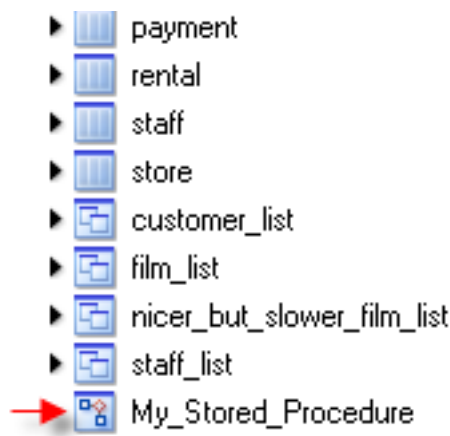 payment
rental
staff
store
customer_list
film_list
nicer_but_slower_film_list
staff_list
My_Stored_Procedure